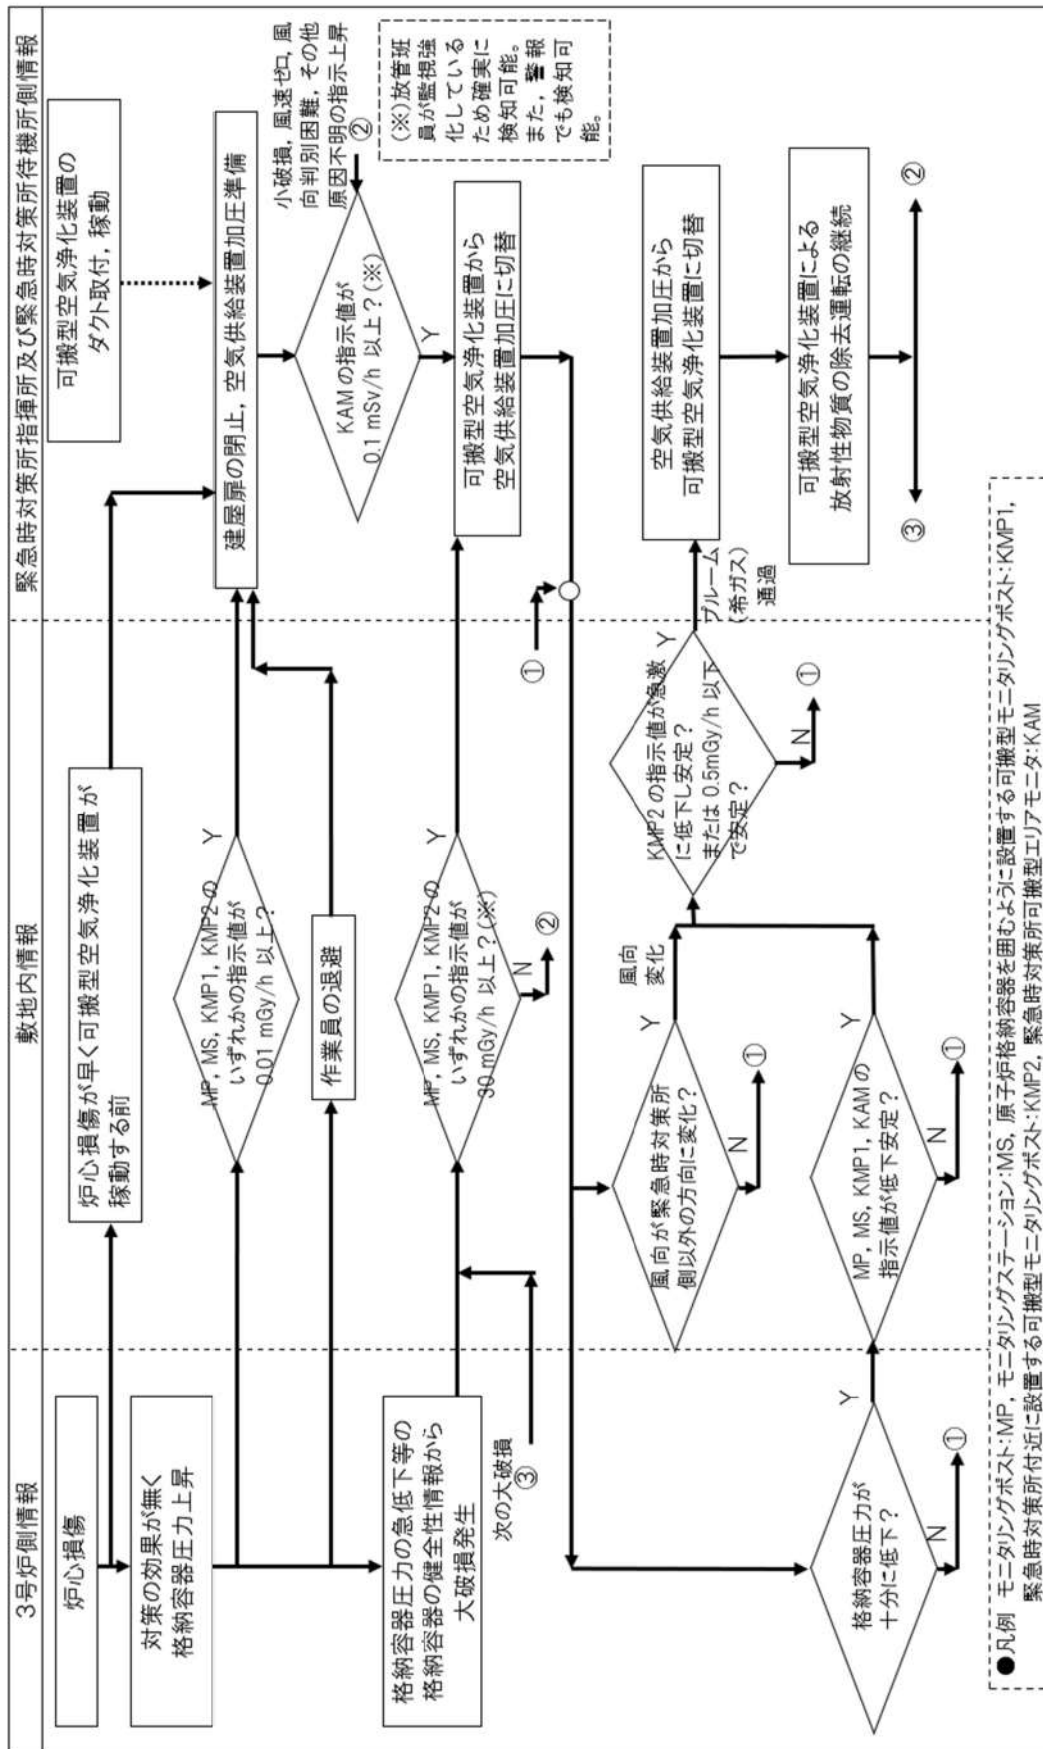 3号炉側情報
敷地内情報
緊急時対策所指揮所及び緊急時対策所待機所側情報
炉心損傷
炉心損傷が早く可搬型空気浄化装置が
稼動する前
可搬型空気浄化装置の
ダクト取付，稼動
対策の効果が無く
格納容器圧力上昇
MP, MS, KMP1, KMP2の
いずれかの指示値が
0.01 mGy/h 以上？
Y
建屋扉の閉止，空気供給装置加圧準備
作業員の退避
小破損，風速ゼロ，風
向判別困難，その他
原因不明の指示上昇
②
KAM の指示値が
0.1 mSv/h 以上？(※)
Y
(※)放管班
員が監視強
化している
ため確実に
検知可能。
また，警報
でも検知可
能。
格納容器圧力の急低下等の
格納容器の健全性情報から
大破損発生
MP, MS, KMP1, KMP2の
いずれかの指示値が
30 mGy/h 以上？(※)
Y
N
②
可搬型空気浄化装置から
空気供給装置加圧に切替
次の大破損
③
①
風向が緊急時対策所
側以外の方向に変化？
Y
風向
変化
N
①
KMP2 の指示値が急激
に低下し安定？
または 0.5mGy/h 以下
で安定？
Y
N
①
プルーム
(希ガス)
通過
空気供給装置加圧から
可搬型空気浄化装置に切替
格納容器圧力が
十分に低下？
Y
N
①
MP, MS, KMP1, KAM の
指示値が低下安定？
Y
N
①
可搬型空気浄化装置による
放射性物質の除去運転の継続
③
②
●凡例 モニタリングポスト:MP，モニタリングステーション:MS，原子炉格納容器を囲むように設置する可搬型モニタリングポスト:KMP1，
緊急時対策所付近に設置する可搬型モニタリングポスト:KMP2，緊急時対策所可搬型エリアモニタ:KAM